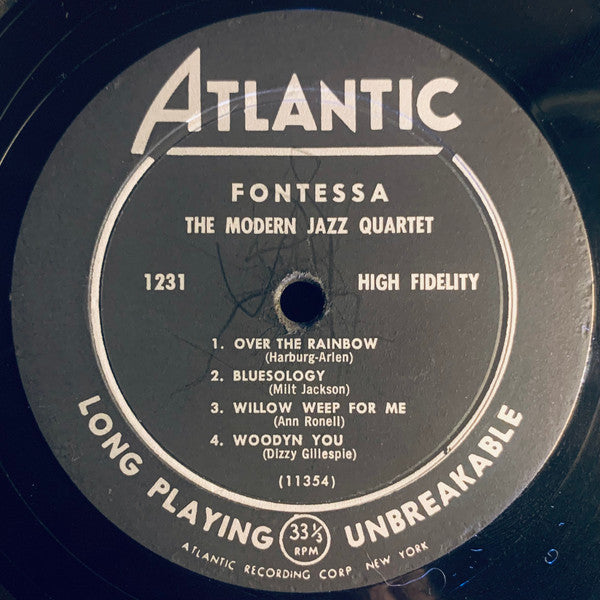 ATLANTIC
FONTESSA
THE MODERN JAZZ QUARTET
1231 HIGH FIDELITY
1. OVER THE RAINBOW
(Harburg-Arlen)
2. BLUESOLOGY
(Milt Jackson)
3. WILLOW WEEP FOR ME
(Ann Ronell)
4. WOODYN YOU
(Dizzy Gillespie)
(11354)
LONG PLAYING 33⅓ RPM UNBREAKABLE
ATLANTIC RECORDING CORP. NEW YORK